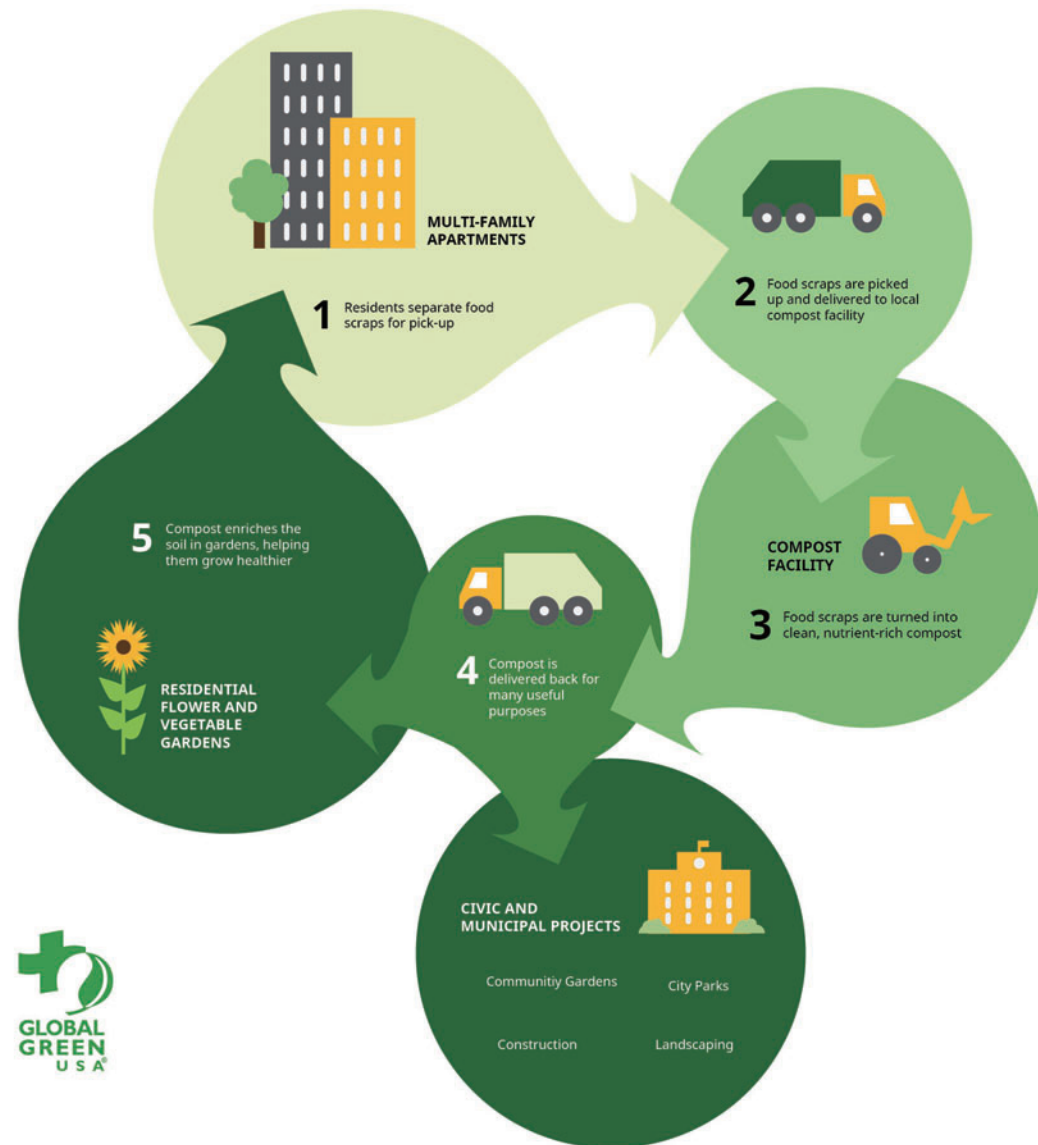 MULTI-FAMILY
APARTMENTS
1
Residents separate food
scraps for pick-up
2
Food scraps are picked
up and delivered to local
compost facility
COMPOST
FACILITY
3
Food scraps are turned into
clean, nutrient-rich compost
4
Compost is
delivered back for
many useful
purposes
5
Compost enriches the
soil in gardens, helping
them grow healthier
RESIDENTIAL
FLOWER AND
VEGETABLE
GARDENS
CIVIC AND
MUNICIPAL PROJECTS
Communitiy Gardens
City Parks
Construction
Landscaping
GLOBAL
GREEN
USA®